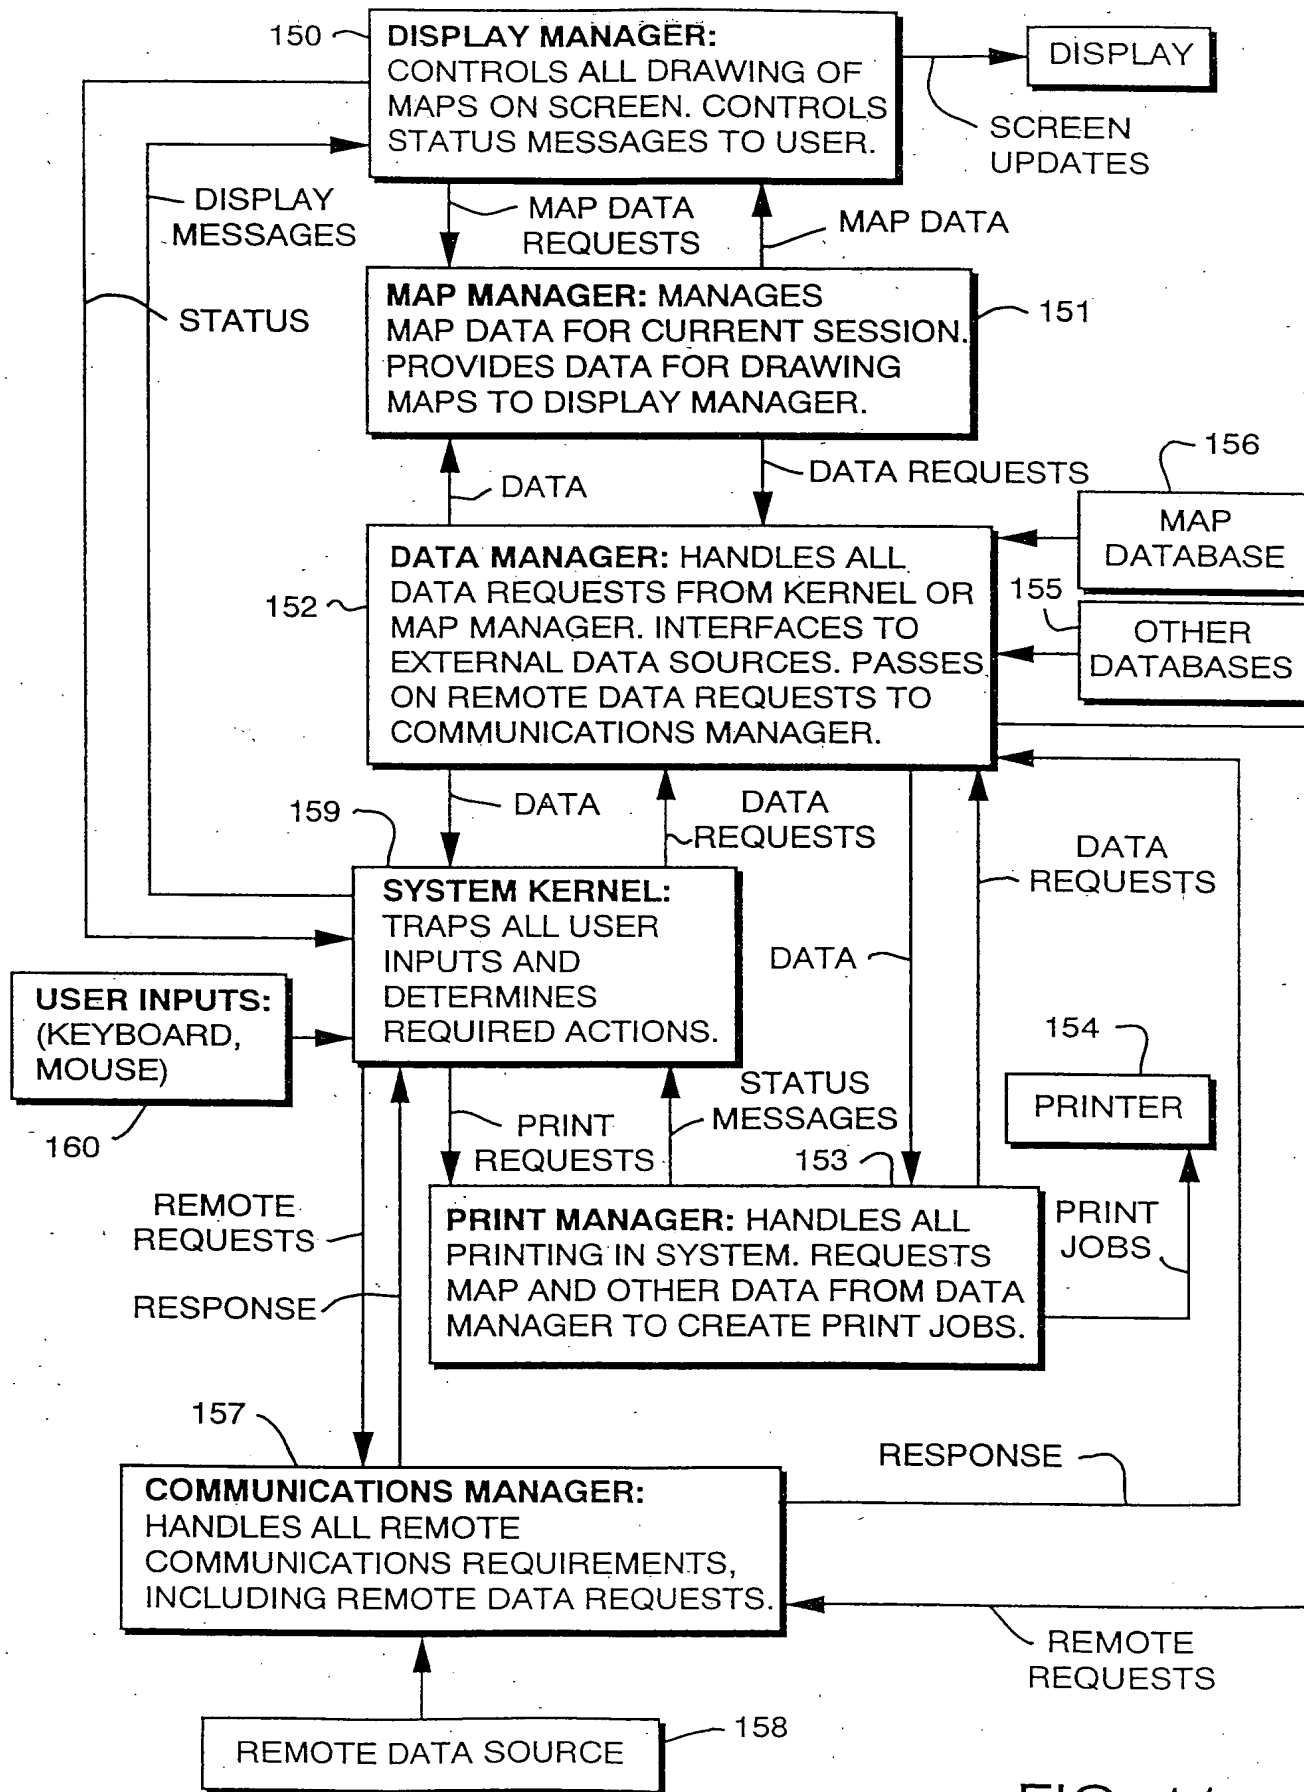 150
DISPLAY MANAGER:
CONTROLS ALL DRAWING OF
MAPS ON SCREEN. CONTROLS
STATUS MESSAGES TO USER.
DISPLAY
SCREEN
UPDATES
DISPLAY
MESSAGES
MAP DATA
REQUESTS
MAP DATA
STATUS
MAP MANAGER: MANAGES
MAP DATA FOR CURRENT SESSION.
PROVIDES DATA FOR DRAWING
MAPS TO DISPLAY MANAGER.
151
DATA
DATA REQUESTS
156
MAP
DATABASE
152
DATA MANAGER: HANDLES ALL
DATA REQUESTS FROM KERNEL OR
MAP MANAGER. INTERFACES TO
EXTERNAL DATA SOURCES. PASSES
ON REMOTE DATA REQUESTS TO
COMMUNICATIONS MANAGER.
155
OTHER
DATABASES
159
DATA
DATA
REQUESTS
DATA
REQUESTS
SYSTEM KERNEL:
TRAPS ALL USER
INPUTS AND
DETERMINES
REQUIRED ACTIONS.
DATA
USER INPUTS:
(KEYBOARD,
MOUSE)
160
154
PRINTER
PRINT
REQUESTS
STATUS
MESSAGES
153
REMOTE
REQUESTS
RESPONSE
PRINT MANAGER: HANDLES ALL
PRINTING IN SYSTEM. REQUESTS
MAP AND OTHER DATA FROM DATA
MANAGER TO CREATE PRINT JOBS.
PRINT
JOBS
157
RESPONSE
COMMUNICATIONS MANAGER:
HANDLES ALL REMOTE
COMMUNICATIONS REQUIREMENTS,
INCLUDING REMOTE DATA REQUESTS.
REMOTE
REQUESTS
158
REMOTE DATA SOURCE